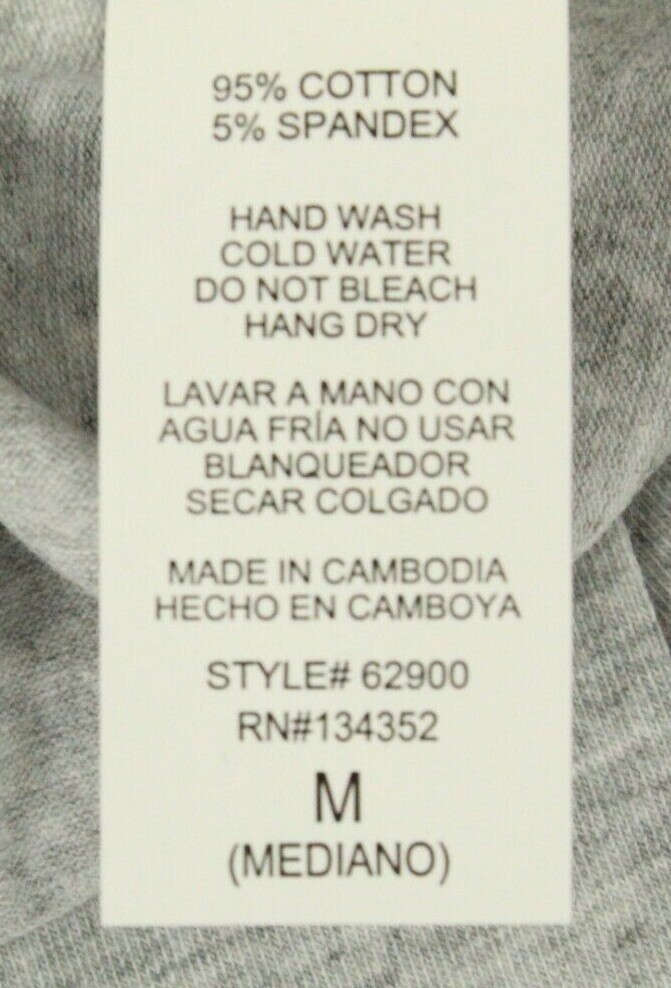 95% COTTON
5% SPANDEX
HAND WASH
COLD WATER
DO NOT BLEACH
HANG DRY
LAVAR A MANO CON
AGUA FRÍA NO USAR
BLANQUEADOR
SECAR COLGADO
MADE IN CAMBODIA
HECHO EN CAMBOYA
STYLE# 62900
RN#134352
M
(MEDIANO)